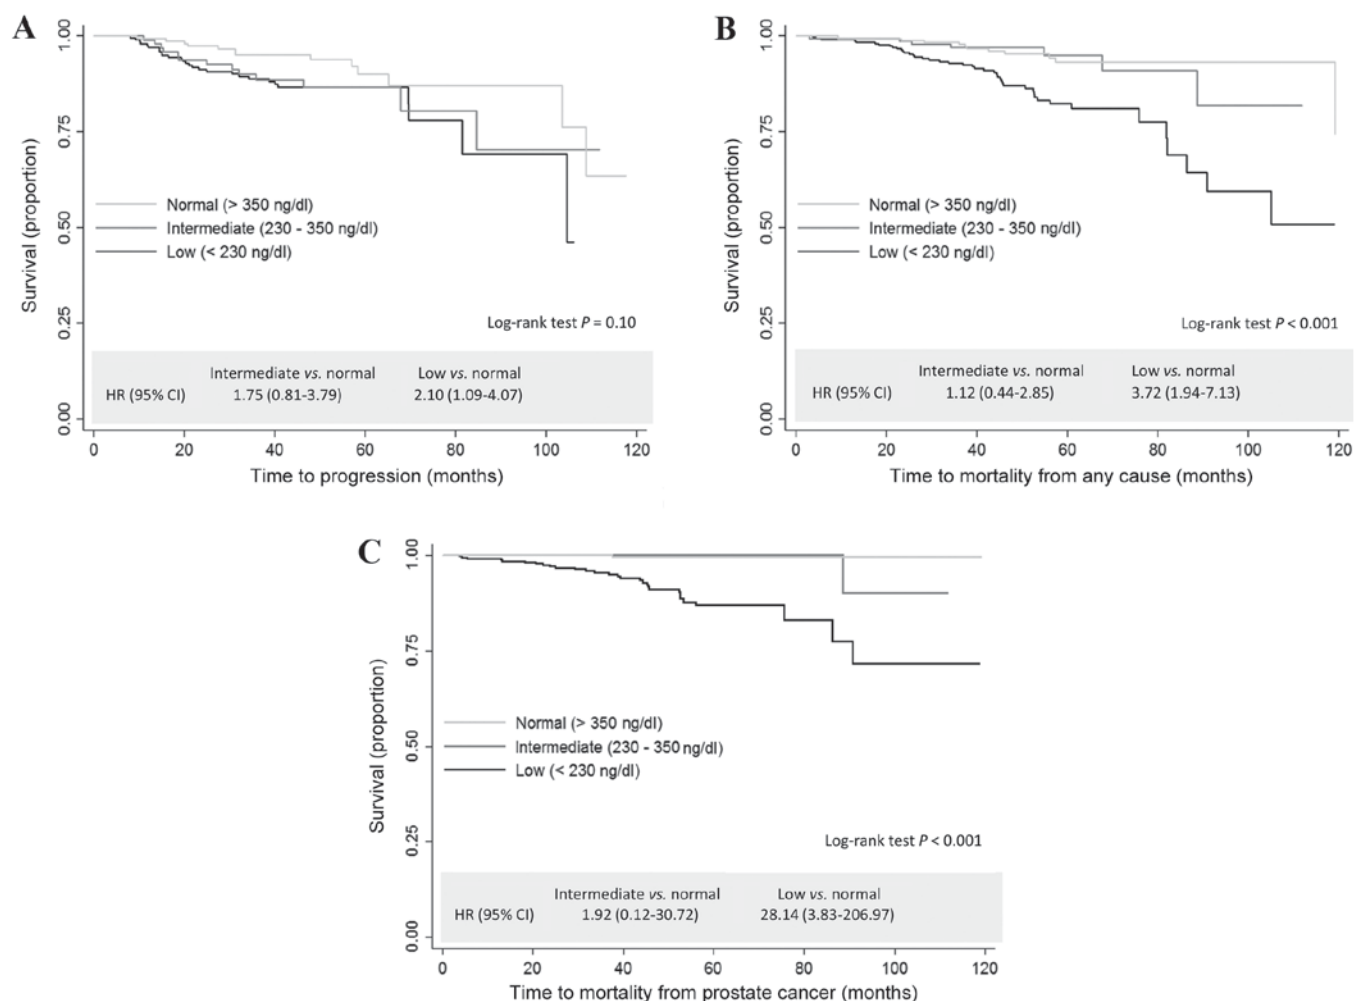 A
1.00
0.75
0.50
0.25
0.00
Survival (proportion)
Normal (> 350 ng/dl)
Intermediate (230 - 350 ng/dl)
Low (< 230 ng/dl)
Log-rank test P = 0.10
Intermediate vs. normal Low vs. normal
HR (95% CI) 1.75 (0.81-3.79) 2.10 (1.09-4.07)
0 20 40 60 80 100 120
Time to progression (months)
B
1.00
0.75
0.50
0.25
0.00
Survival (proportion)
Normal (> 350 ng/dl)
Intermediate (230 - 350 ng/dl)
Low (< 230 ng/dl)
Log-rank test P < 0.001
Intermediate vs. normal Low vs. normal
HR (95% CI) 1.12 (0.44-2.85) 3.72 (1.94-7.13)
0 20 40 60 80 100 120
Time to mortality from any cause (months)
C
1.00
0.75
0.50
0.25
0.00
Survival (proportion)
Normal (> 350 ng/dl)
Intermediate (230 - 350 ng/dl)
Low (< 230 ng/dl)
Log-rank test P < 0.001
Intermediate vs. normal Low vs. normal
HR (95% CI) 1.92 (0.12-30.72) 28.14 (3.83-206.97)
0 20 40 60 80 100 120
Time to mortality from prostate cancer (months)